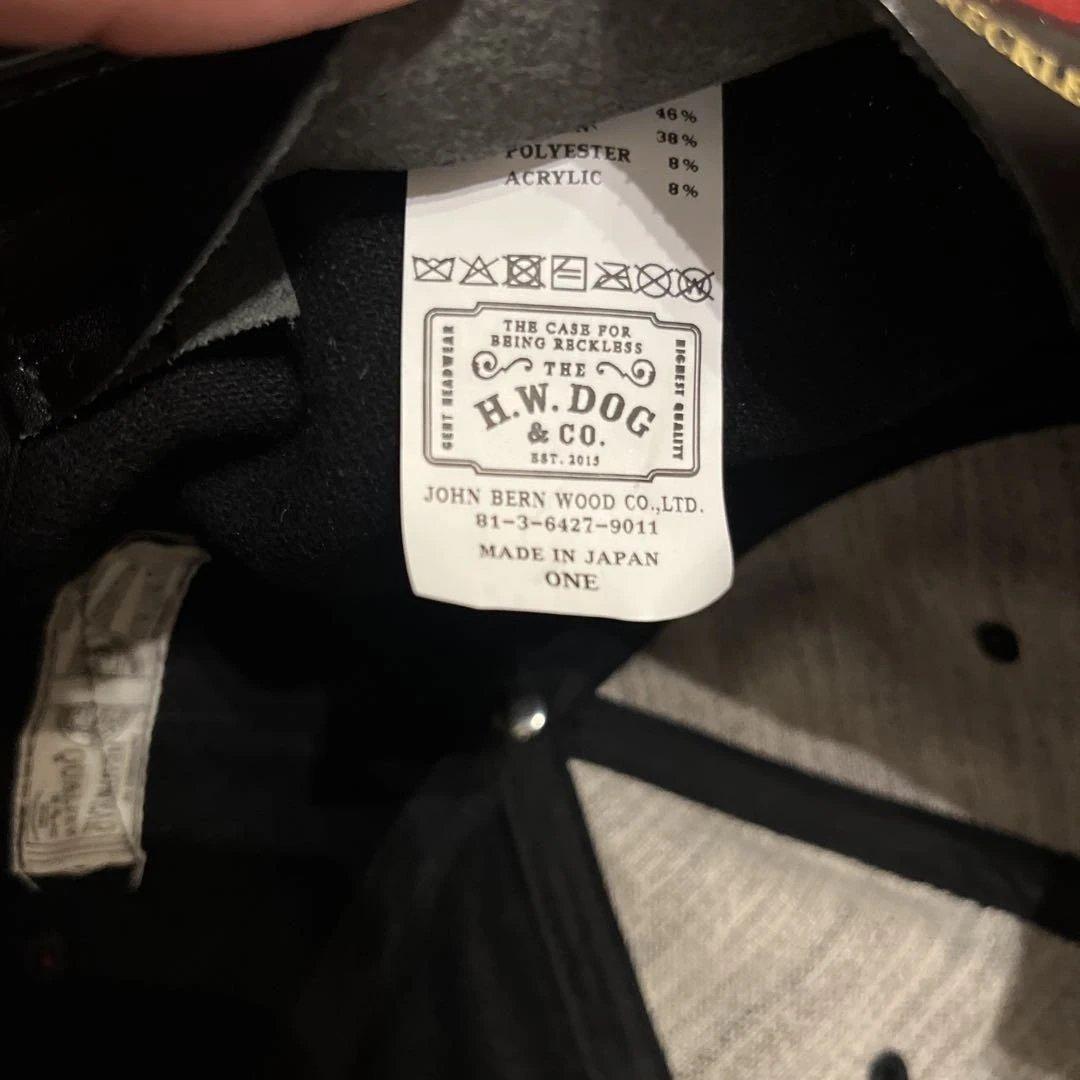 46%
38%
POLYESTER 8%
ACRYLIC 8%
THE CASE FOR
BEING RECKLESS
GENT HEADWEAR
HIGHEST QUALITY
THE
H.W. DOG
& CO.
EST. 2015
JOHN BERN WOOD CO.,LTD.
81-3-6427-9011
MADE IN JAPAN
ONE